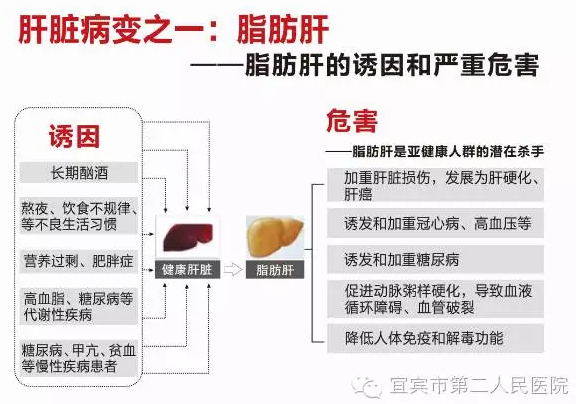 肝脏病变之一：脂肪肝
——脂肪肝的诱因和严重危害
诱因
长期酗酒
熬夜、饮食不规律、
等不良生活习惯
营养过剩、肥胖症
高血脂、糖尿病等
代谢性疾病
糖尿病、甲亢、贫血
等慢性疾病患者
健康肝脏
脂肪肝
危害
——脂肪肝是亚健康人群的潜在杀手
加重肝脏损伤，发展为肝硬化、
肝癌
诱发和加重冠心病、高血压等
诱发和加重糖尿病
促进动脉粥样硬化，导致血液
循环障碍、血管破裂
降低人体免疫和解毒功能
宜宾市第二人民医院